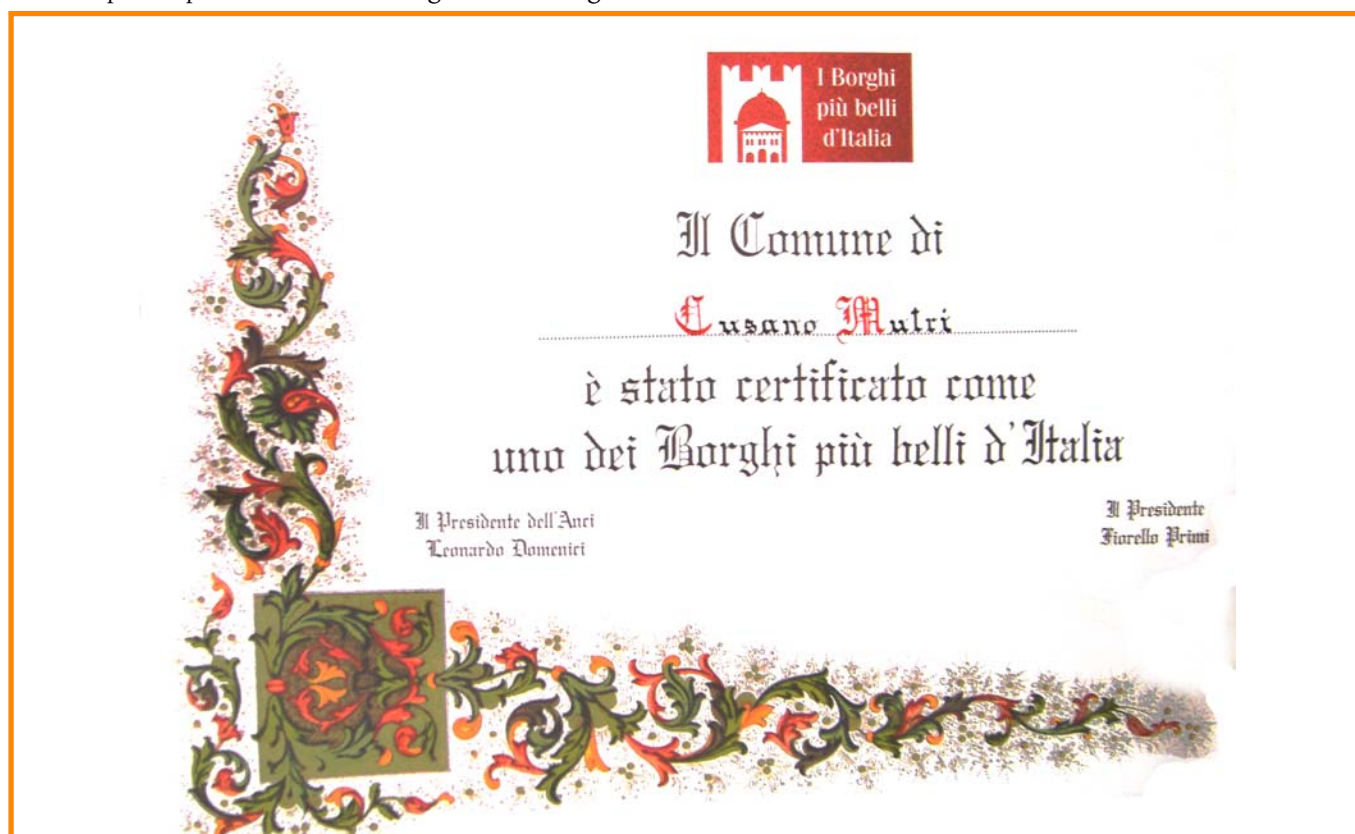 I Borghi
più belli
d'Italia
Il Comune di
Cusano Mutri
è stato certificato come
uno dei Borghi più belli d'Italia
Il Presidente dell'Anci
Leonardo Domenici
Il Presidente
Fiorello Primi